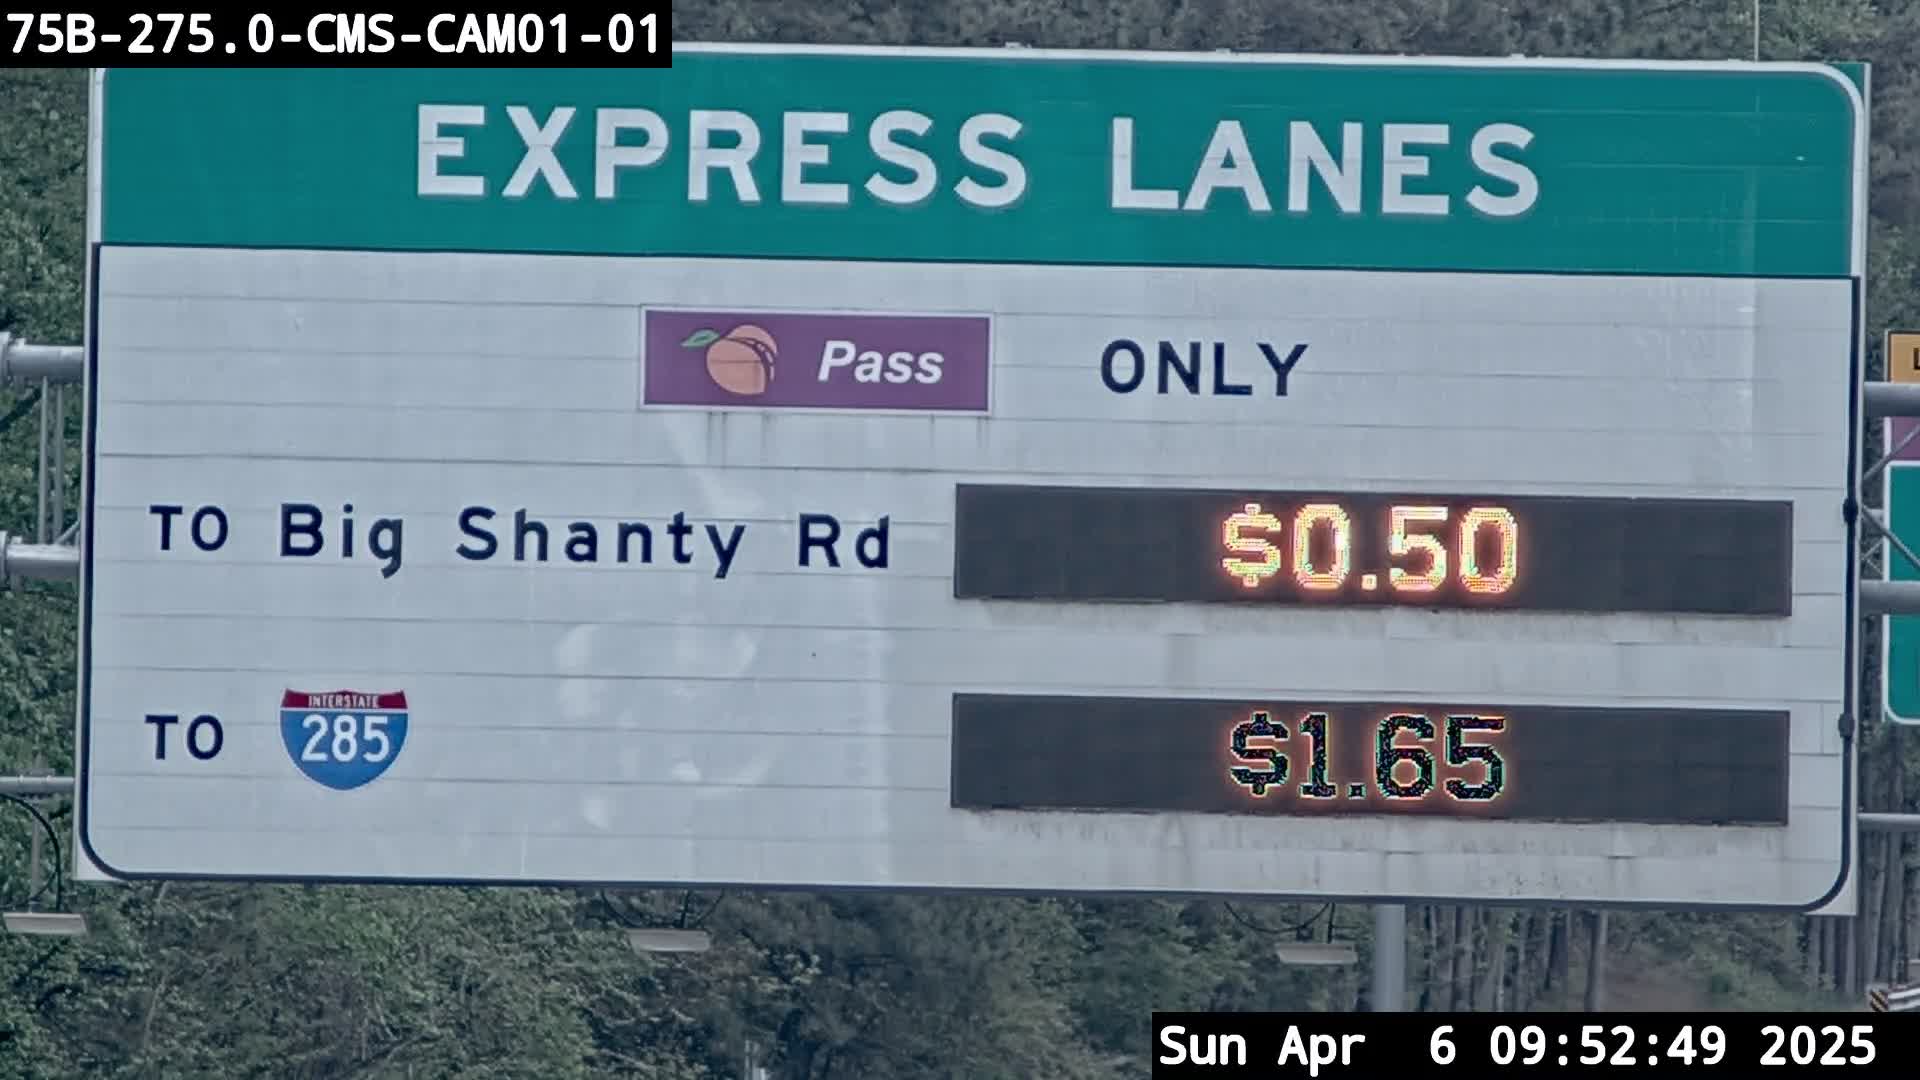 75B-275.0-CMS-CAM01-01
EXPRESS LANES
Pass ONLY
TO Big Shanty Rd $0.50
TO INTERSTATE 285 $1.65
Sun Apr 6 09:52:49 2025